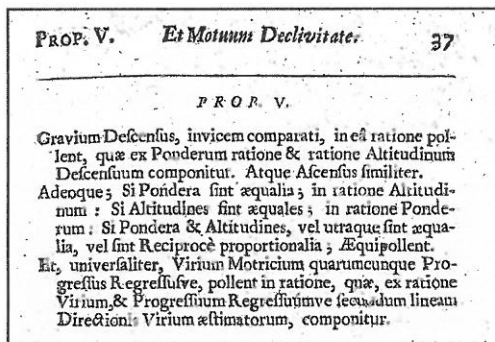 PROP. V. Et Motuum Declivitate. 37
PROP. V.
Gravium Descensus, invicem comparati, in eâ ratione pol-
lent, quæ ex Ponderum ratione & ratione Altitudinum
Descensuum componitur. Atque Ascensus similiter.
Adeoque; Si Pondera sint æqualia; in ratione Altitudi-
num: Si Altitudines sint æquales; in ratione Ponde-
rum: Si Pondera & Altitudines, vel utraque sint æqua-
lia, vel sint Reciprocè proportionalia; Æquipollent.
Et, universaliter, Virium Motricium quarumcunque Pro-
gressus Regressusve, pollent in ratione, quæ, ex ratione
Virium, & Progressuum Regressuumve secundum lineam
Directionis Virium æstimatorum, componitur.